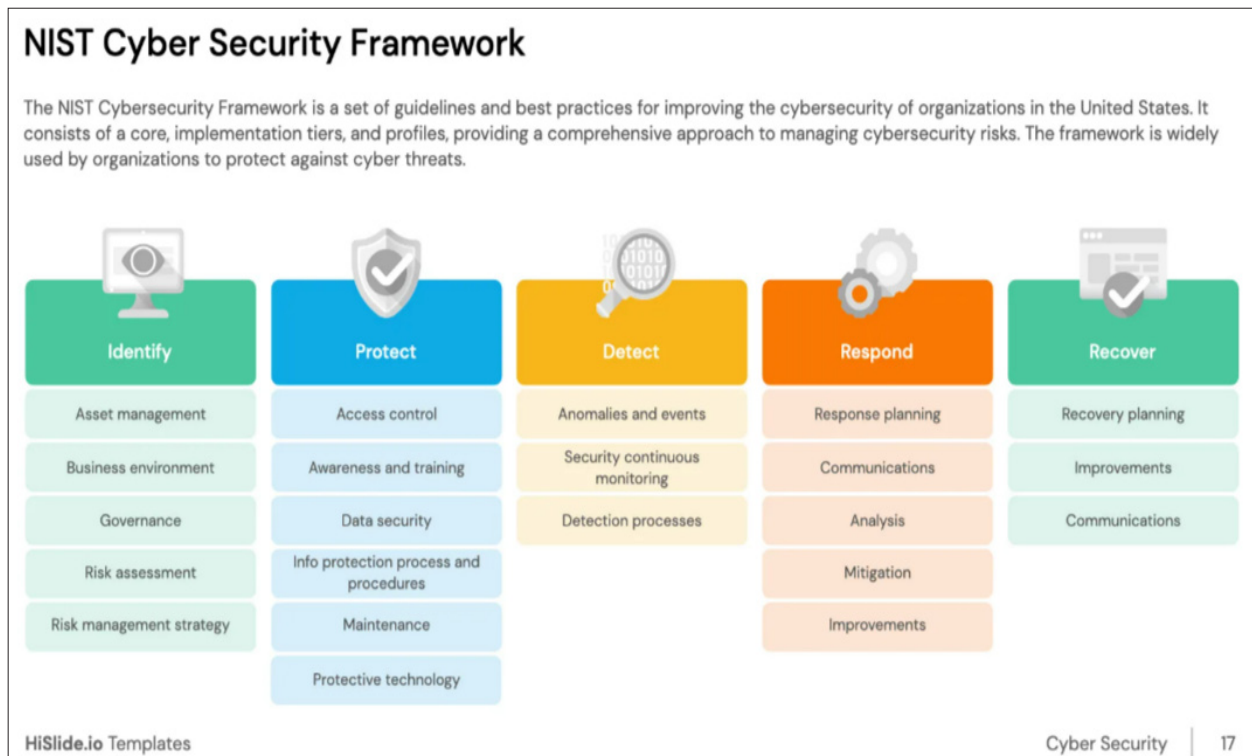 NIST Cyber Security Framework
The NIST Cybersecurity Framework is a set of guidelines and best practices for improving the cybersecurity of organizations in the United States. It
consists of a core, implementation tiers, and profiles, providing a comprehensive approach to managing cybersecurity risks. The framework is widely
used by organizations to protect against cyber threats.
Identify
Asset management
Business environment
Governance
Risk assessment
Risk management strategy
Protect
Access control
Awareness and training
Data security
Info protection process and
procedures
Maintenance
Protective technology
Detect
Anomalies and events
Security continuous
monitoring
Detection processes
Respond
Response planning
Communications
Analysis
Mitigation
Improvements
Recover
Recovery planning
Improvements
Communications
HiSlide.io Templates
Cyber Security 17